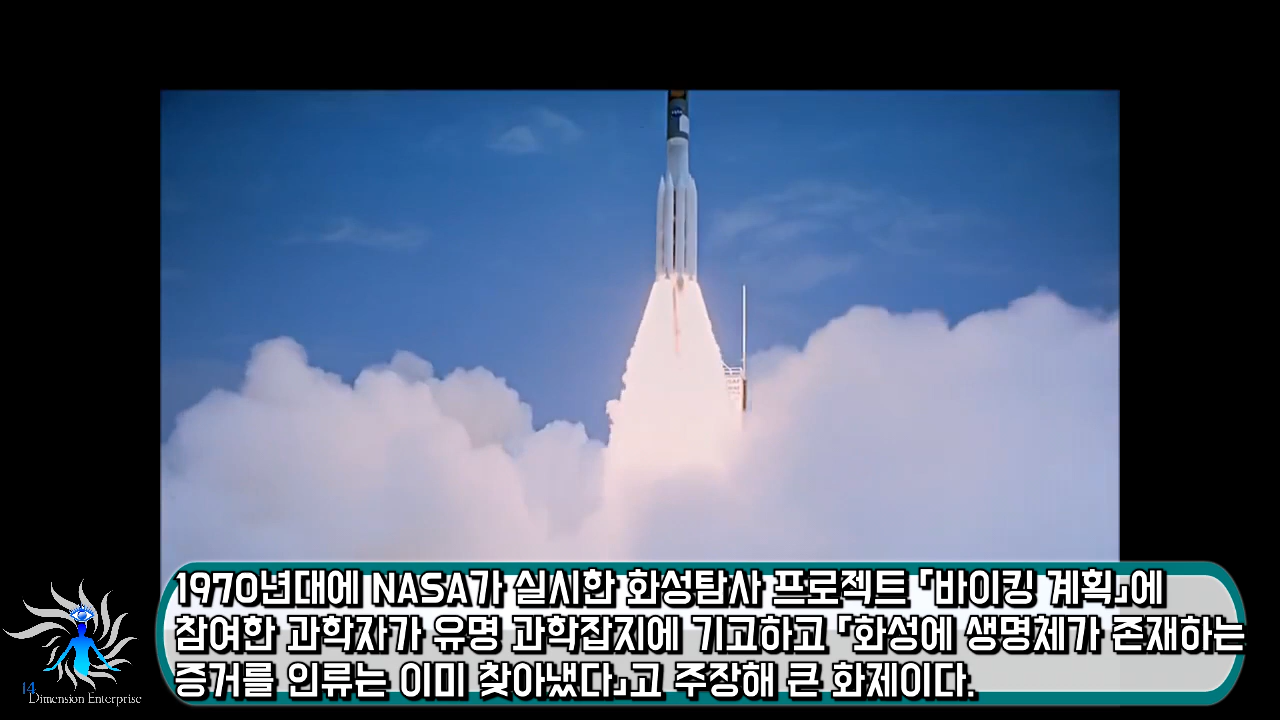 1970년대에 NASA가 실시한 화성탐사 프로젝트 「바이킹 계획」에
참여한 과학자가 유명 과학잡지에 기고하고 「화성에 생명체가 존재하는
증거를 인류는 이미 찾아냈다」고 주장해 큰 화제이다.
14
Dimension Enterprise